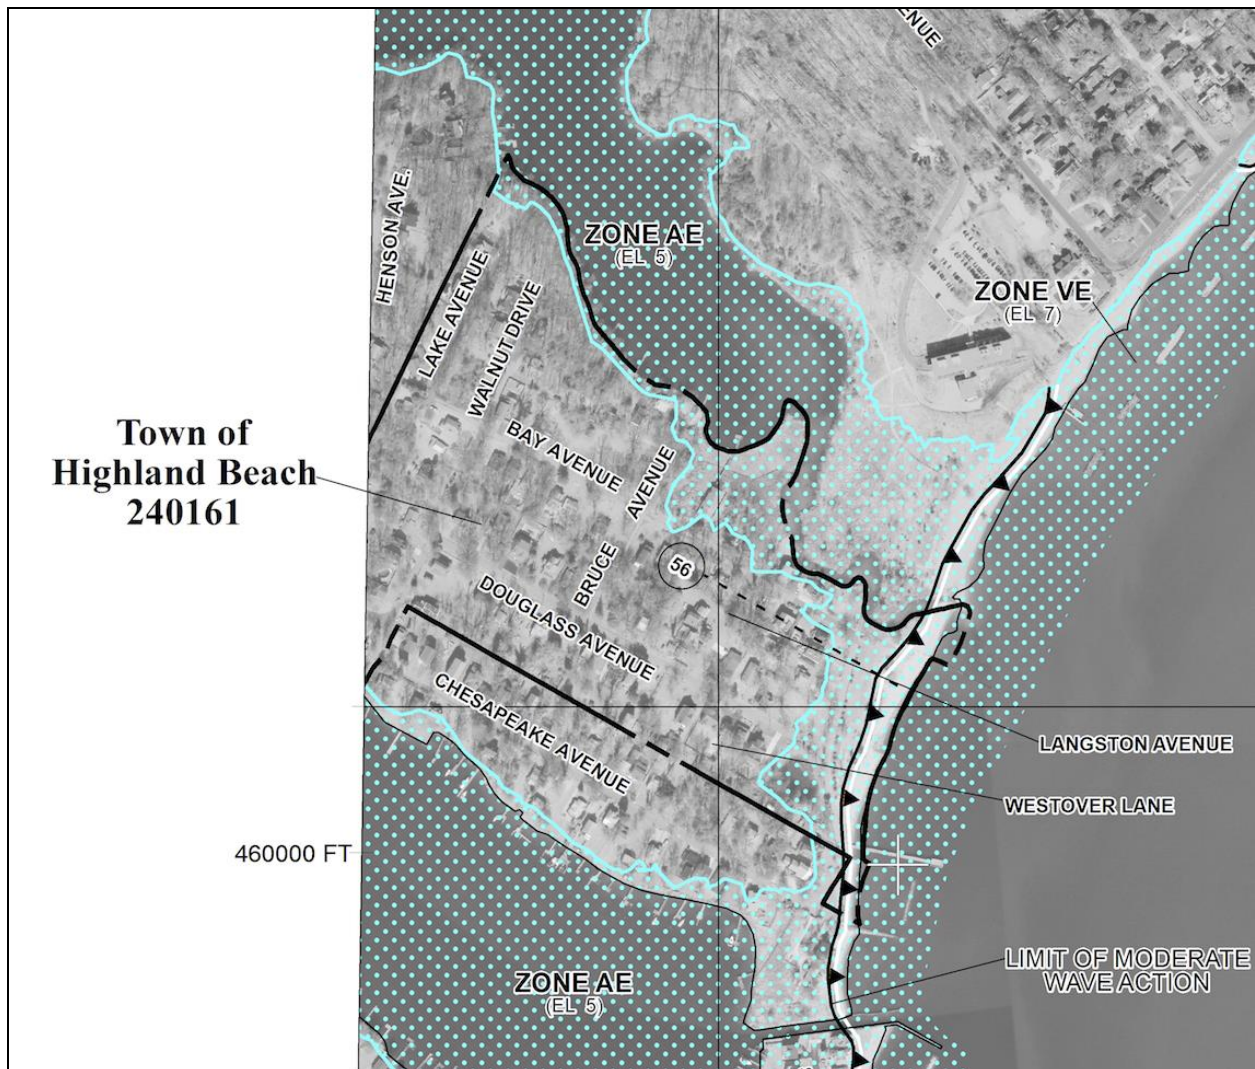 ENUE
HENSON AVE.
LAKE AVENUE
WALNUT DRIVE
ZONE AE
(EL 5)
ZONE VE
(EL 7)
Town of
Highland Beach
240161
BAY AVENUE
BRUCE AVENUE
56
DOUGLASS AVENUE
CHESAPEAKE AVENUE
LANGSTON AVENUE
WESTOVER LANE
460000 FT
LIMIT OF MODERATE
WAVE ACTION
ZONE AE
(EL 5)